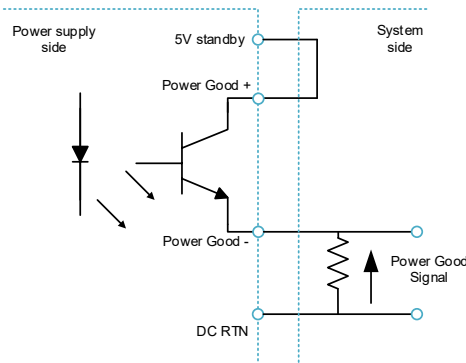 Power supply
side
5V standby
System
side
Power Good +
Power Good -
Power Good
Signal
DC RTN